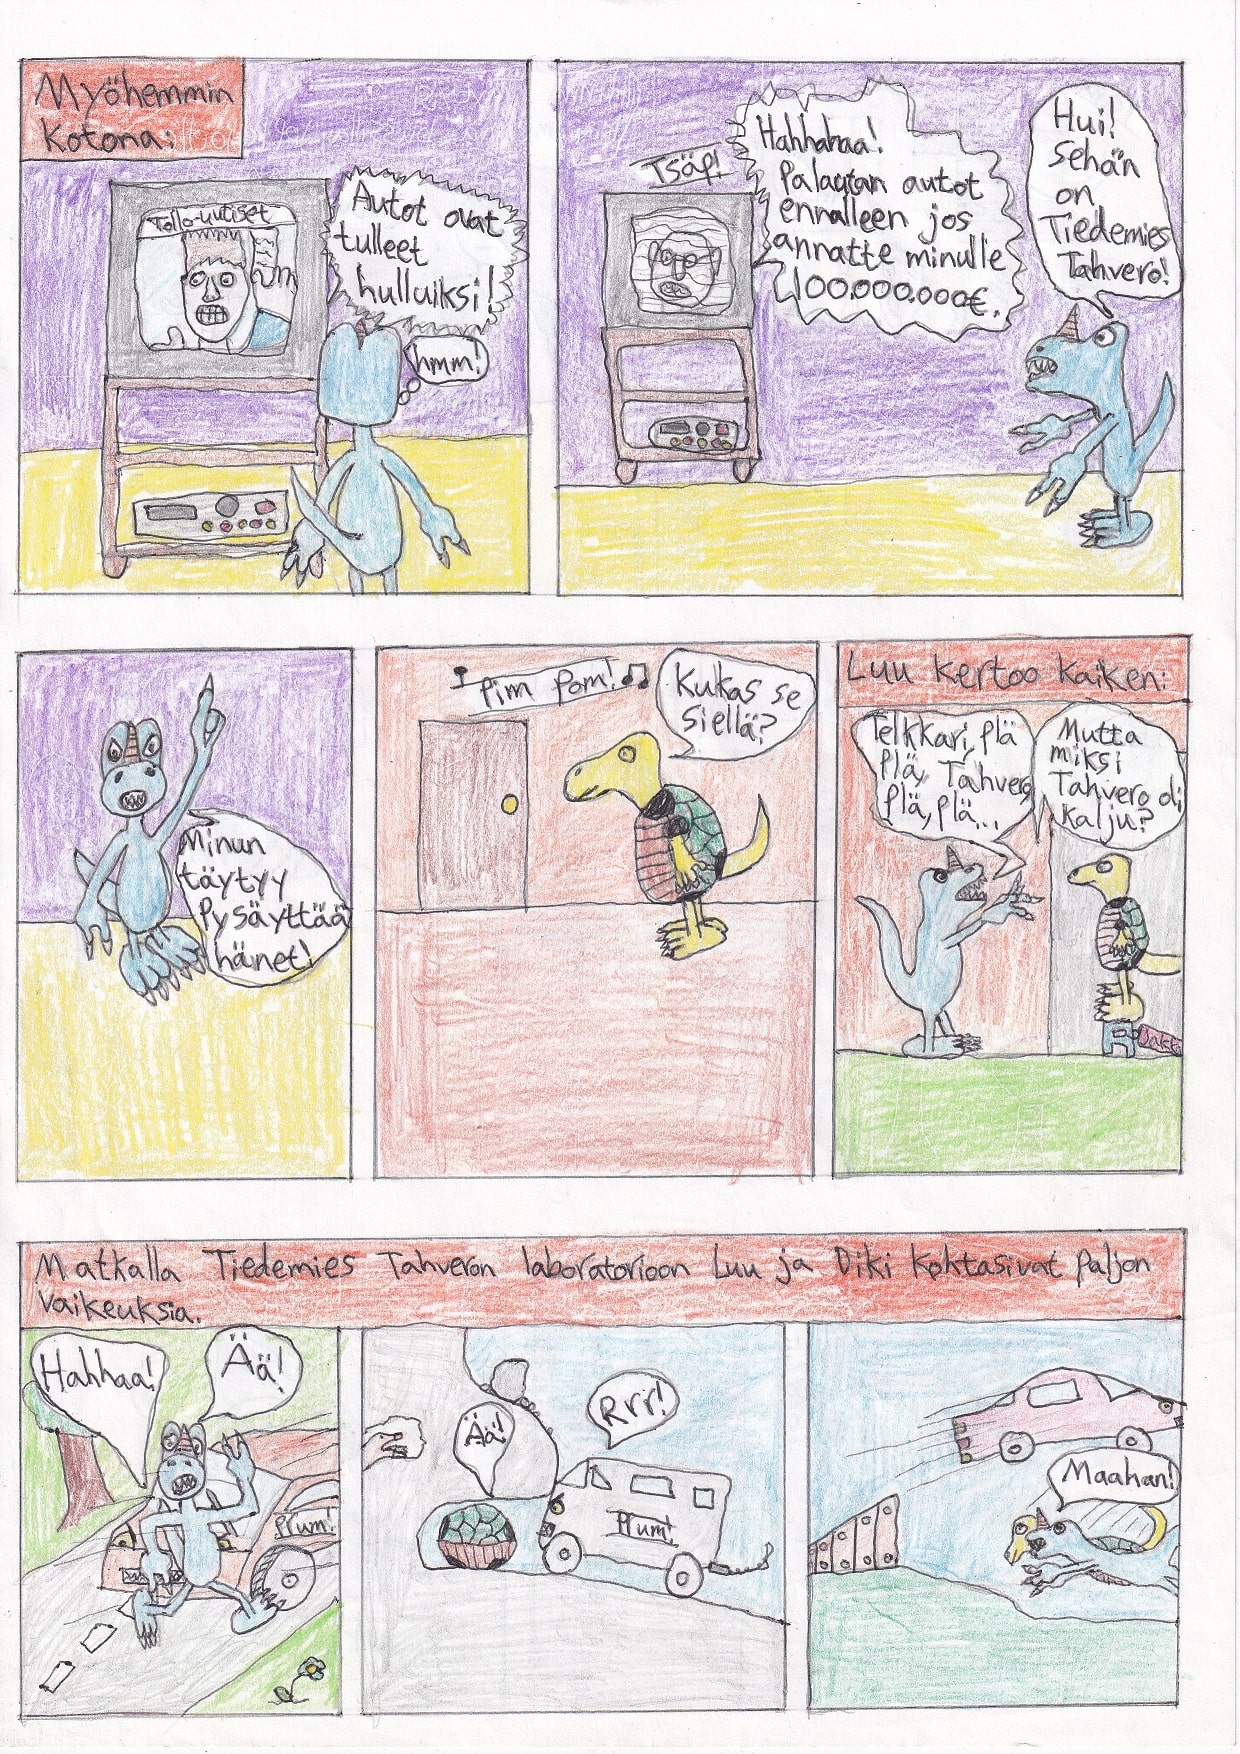 Myöhemmin
kotona:
Tollo-uutiset
Autot ovat
tulleet
hulluiksi!
hmm!
Tsäp!
Hahhahaa!
Palautan autot
ennalleen jos
annatte minulle
100.000.000€.
Hui!
Sehän
on
Tiedemies
Tahvero!
Minun
täytyy
pysäyttää
hänet!
Pim Pom!
Kukas se
siellä?
Luu kertoo kaiken:
Telkkari, plä
plä, Tahvero
plä, plä...
Mutta
miksi
Tahvero oli
kalju?
Matkalla Tiedemies Tahveron laboratorioon Luu ja Diki kohtasivat paljon
vaikeuksia.
Hahhaa!
Ää!
Prum!
Ää!
Rrr!
Prum!
Maahan!